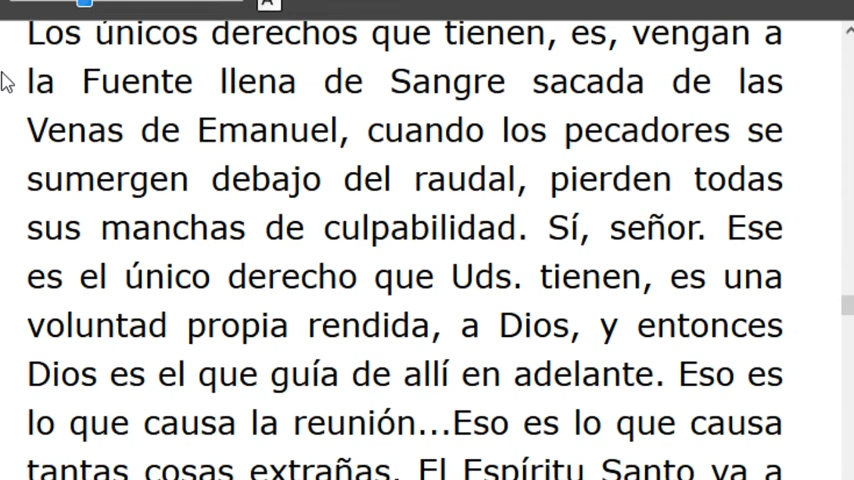 Los únicos derechos que tienen, es, vengan a
la Fuente llena de Sangre sacada de las
Venas de Emanuel, cuando los pecadores se
sumergen debajo del raudal, pierden todas
sus manchas de culpabilidad. Sí, señor. Ese
es el único derecho que Uds. tienen, es una
voluntad propia rendida, a Dios, y entonces
Dios es el que guía de allí en adelante. Eso es
lo que causa la reunión...Eso es lo que causa
tantas cosas extrañas. El Espíritu Santo va a